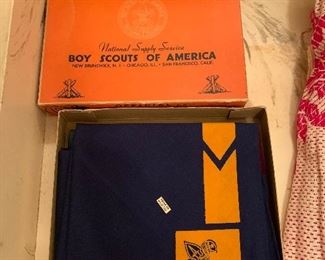 National Supply Service
BOY SCOUTS OF AMERICA
NEW BRUNSWICK, N. J. - CHICAGO, ILL. - SAN FRANCISCO, CALIF.